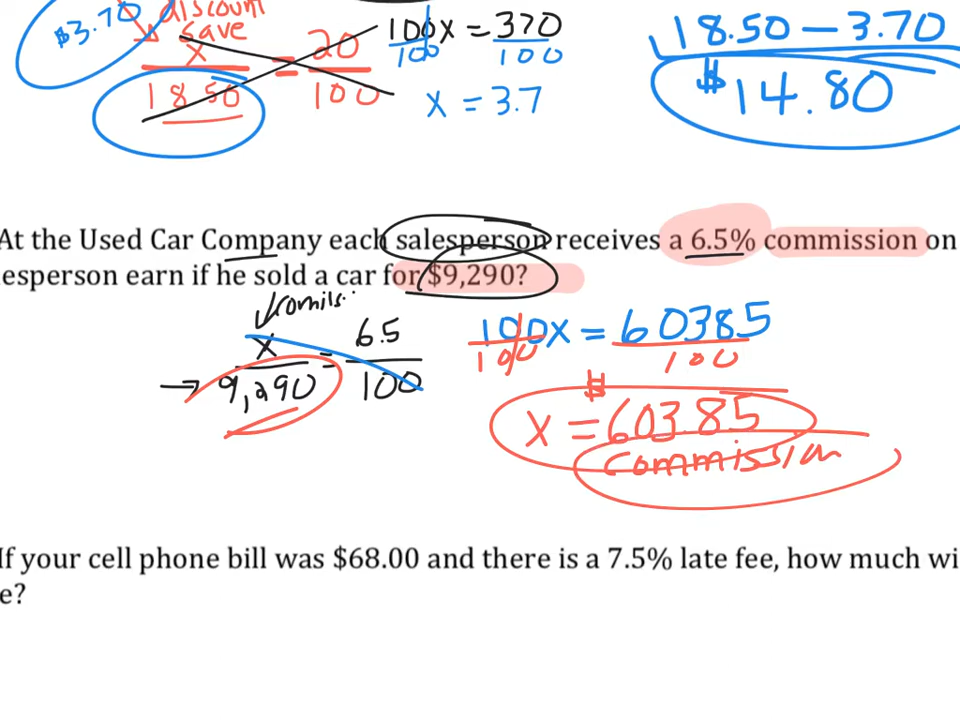 $3.70
discount
save
x
1850
=
20
100
100x = 370
100 100
x = 3.7
18.50 - 3.70
$14.80
At the Used Car Company each salesperson receives a 6.5% commission on
esperson earn if he sold a car for $9,290?
x
9,290
=
6.5
100
100x = 60385
100 100
x = $603.85
commission
If your cell phone bill was $68.00 and there is a 7.5% late fee, how much wi
e?